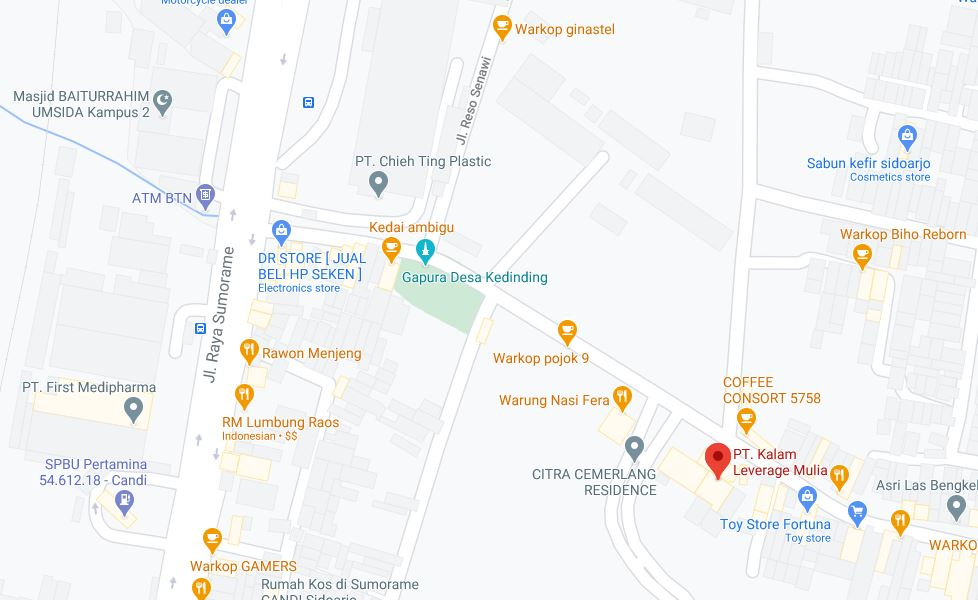 Motorcycle dealer
Warkop ginastel
Masjid BAITURRAHIM
UMSIDA Kampus 2
Jl. Reso Senawi
PT. Chieh Ting Plastic
Sabun kefir sidoarjo
Cosmetics store
ATM BTN
Kedai ambigu
Warkop Biho Reborn
DR STORE [ JUAL
BELI HP SEKEN ]
Electronics store
Gapura Desa Kedinding
Jl. Raya Sumorame
Rawon Menjeng
Warkop pojok 9
PT. First Medipharma
COFFEE
CONSORT 5758
Warung Nasi Fera
RM Lumbung Raos
Indonesian • $$
PT. Kalam
Leverage Mulia
SPBU Pertamina
54.612.18 - Candi
CITRA CEMERLANG
RESIDENCE
Asri Las Bengkel
Toy Store Fortuna
Toy store
WARKO
Warkop GAMERS
Rumah Kos di Sumorame
CANDI Sidoarjo